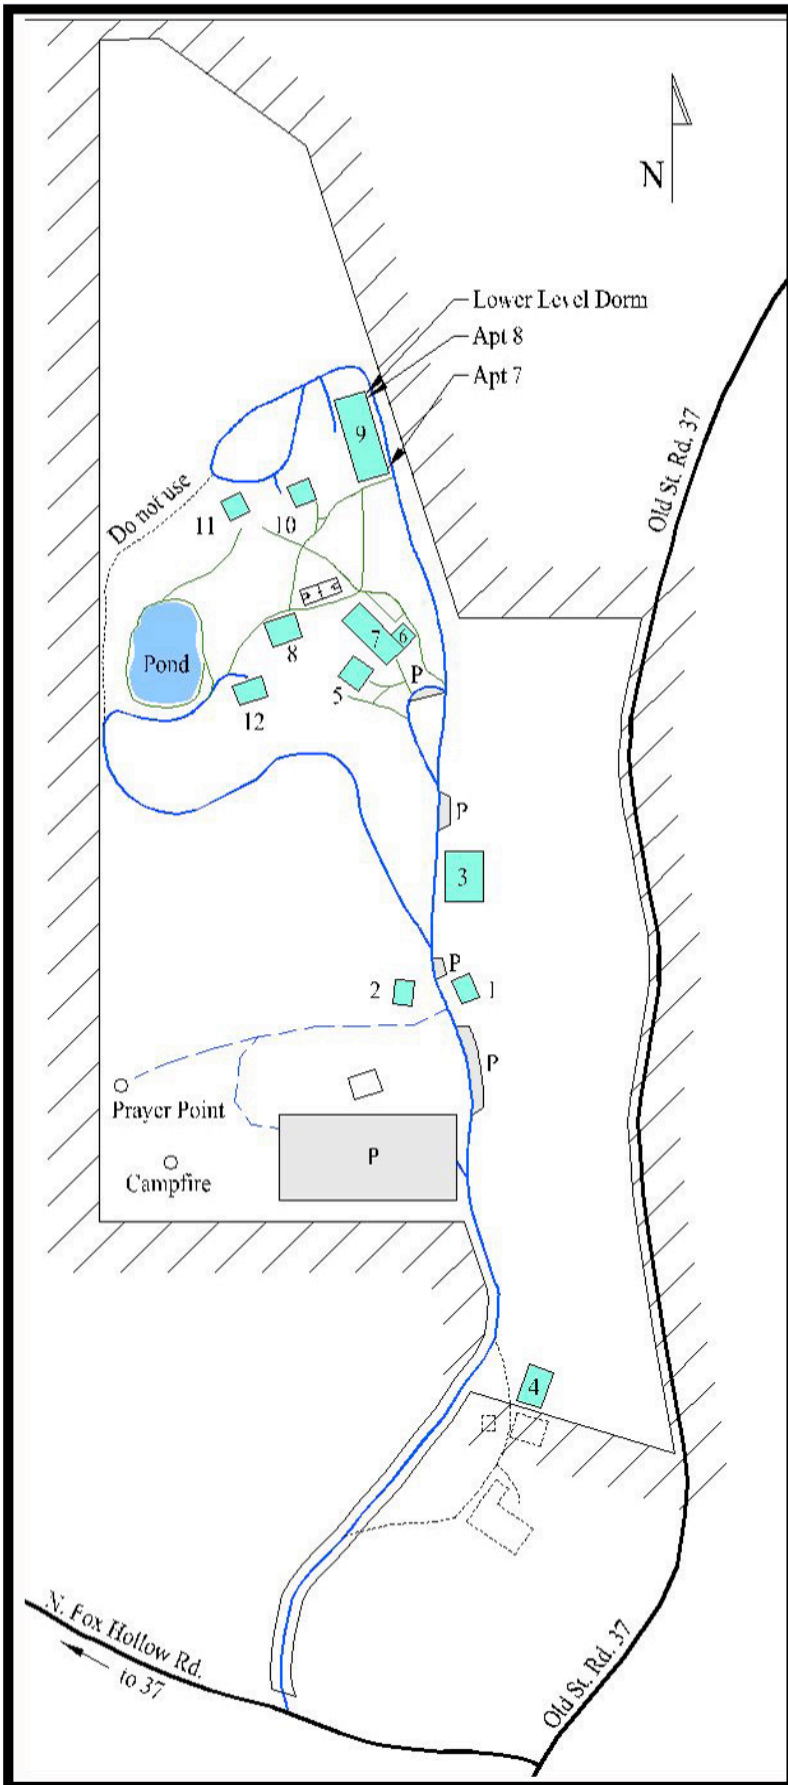 N
Lower Level Dorm
Apt 8
Apt 7
9
Old St. Rd. 37
Do not use
11
10
Pond
8
7
6
5
P
12
P
3
P
2
1
P
Prayer Point
P
Campfire
4
N. Fox Hollow Rd.
to 37
Old St. Rd. 37